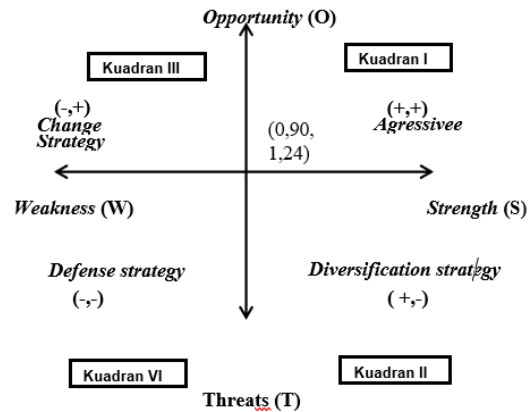 Opportunity (O)
Kuadran III
Kuadran I
(-,+)
Change
Strategy
(0,90,
1,24)
(+,+)
Agressivee
Weakness (W)
Strength (S)
Defense strategy
(-,-)
Diversification strategy
( +,-)
Kuadran VI
Kuadran II
Threats (T)